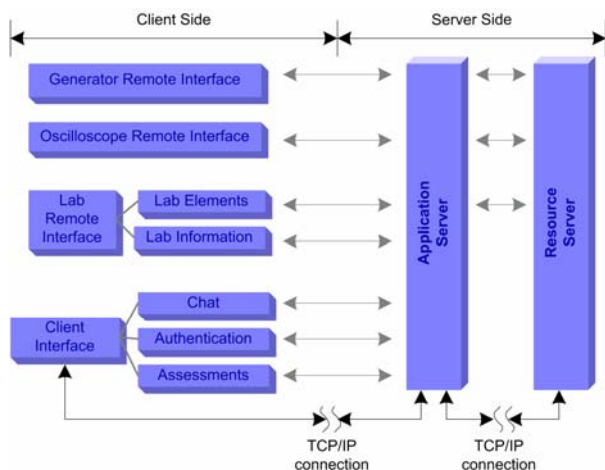 Client Side
Server Side
Generator Remote Interface
Oscilloscope Remote Interface
Lab
Remote
Interface
Lab Elements
Lab Information
Client
Interface
Chat
Authentication
Assessments
Application
Server
Resource
Server
TCP/IP
connection
TCP/IP
connection